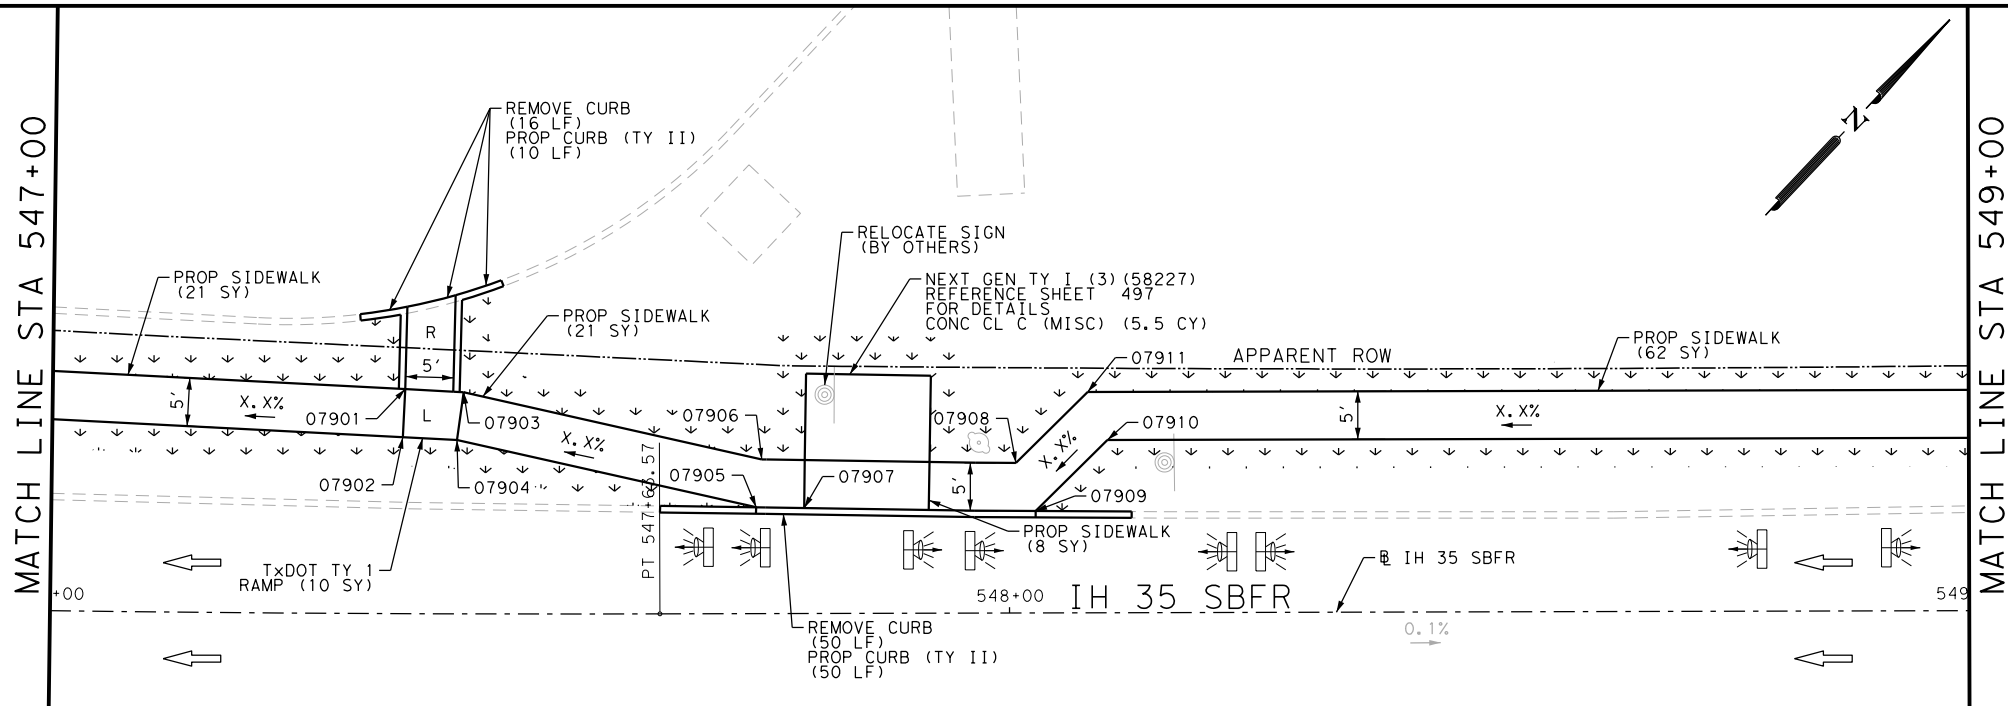 MATCH LINE STA 547+00
REMOVE CURB
(16 LF)
PROP CURB (TY II)
(10 LF)
N
RELOCATE SIGN
(BY OTHERS)
PROP SIDEWALK
(21 SY)
NEXT GEN TY I (3) (58227)
REFERENCE SHEET 497
FOR DETAILS
CONC CL C (MISC) (5.5 CY)
PROP SIDEWALK
(21 SY)
R
5'
PROP SIDEWALK
(62 SY)
07911
APPARENT ROW
5'
X.X%
07901
L
07903
07906
07908
07910
5'
X.X%
X.X%
X.X%
07902
07904
07905
07907
5'
07909
PT 547+63.57
PROP SIDEWALK
(8 SY)
TxDOT TY 1
RAMP (10 SY)
℄ IH 35 SBFR
+00
548+00
IH 35 SBFR
549
0.1%
REMOVE CURB
(50 LF)
PROP CURB (TY II)
(50 LF)
MATCH LINE STA 549+00